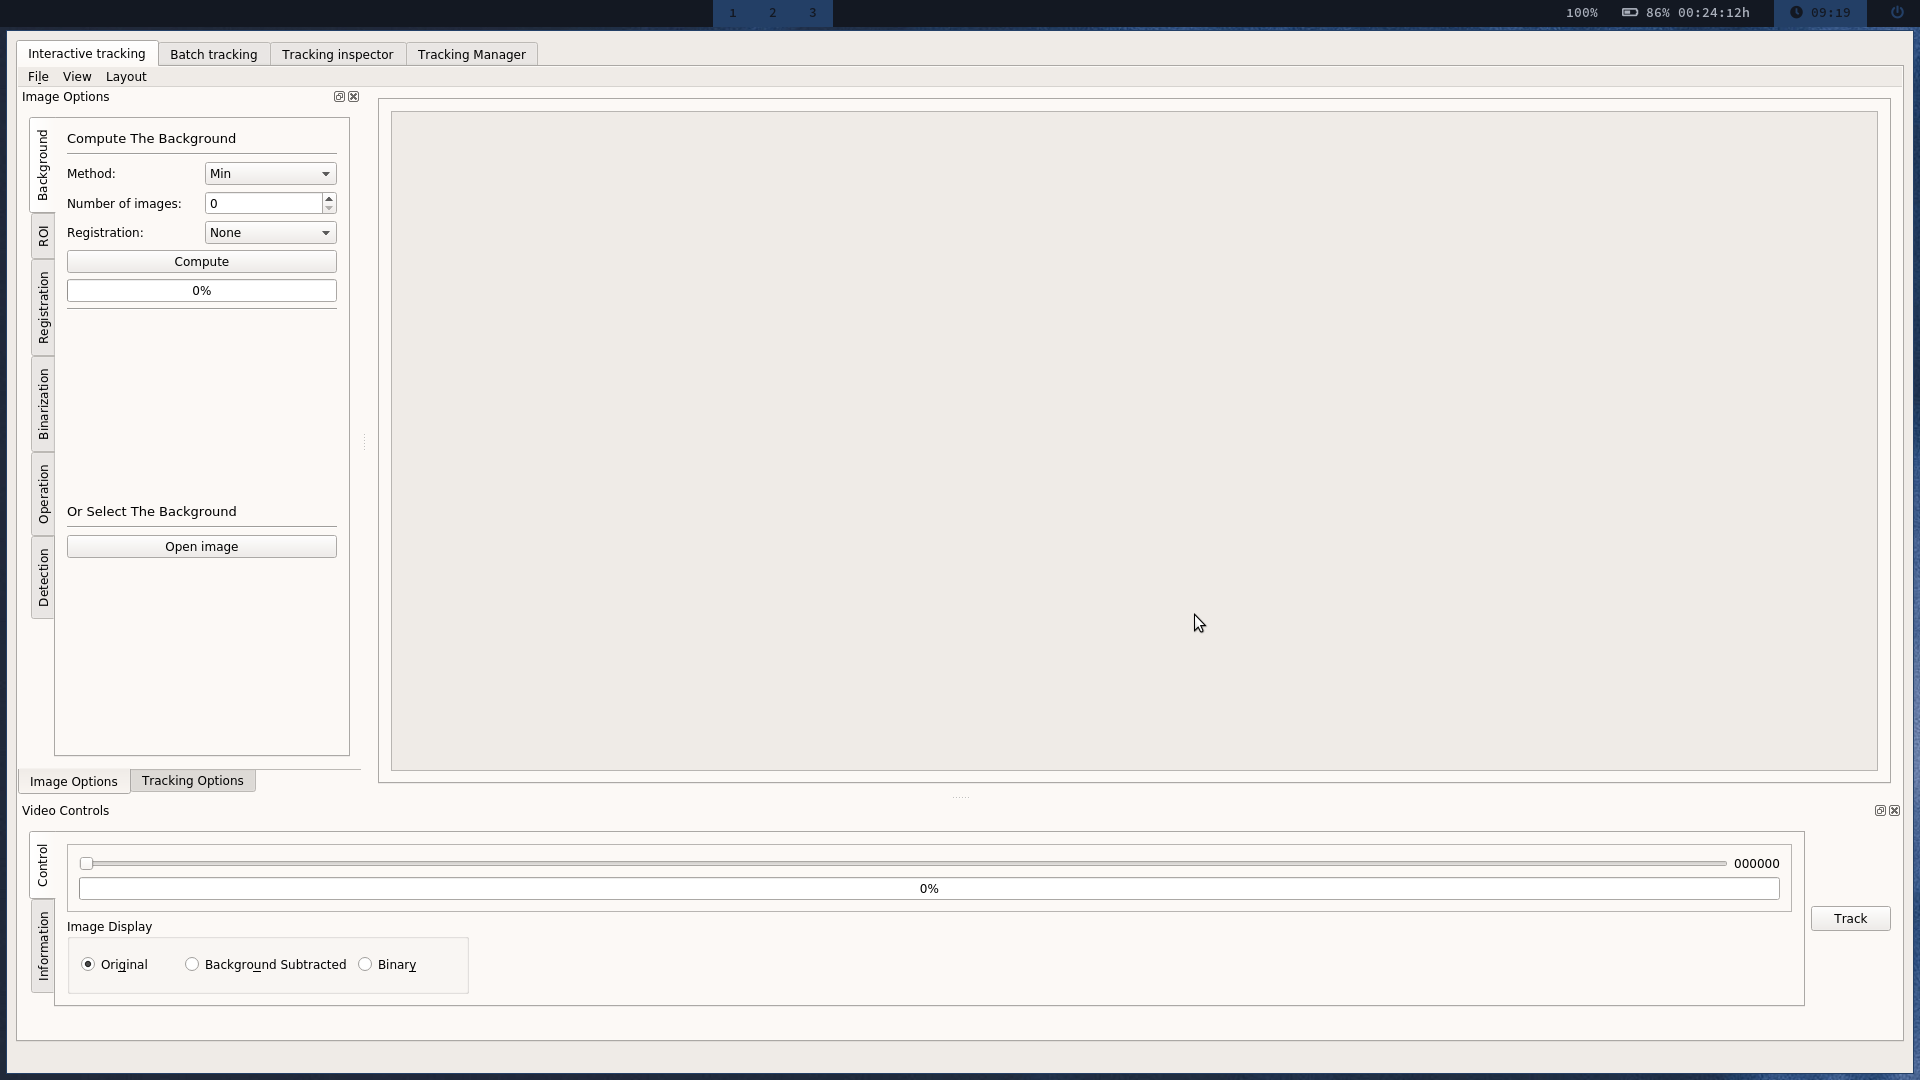 1 2 3 100% 86% 00:24:12h 09:19
Interactive tracking Batch tracking Tracking inspector Tracking Manager
File View Layout
Image Options
Background
ROI
Registration
Binarization
Operation
Detection
Compute The Background
Method: Min
Number of images: 0
Registration: None
Compute
0%
Or Select The Background
Open image
Image Options Tracking Options
Video Controls
Control
Information
000000
0%
Image Display
Original Background Subtracted Binary
Track